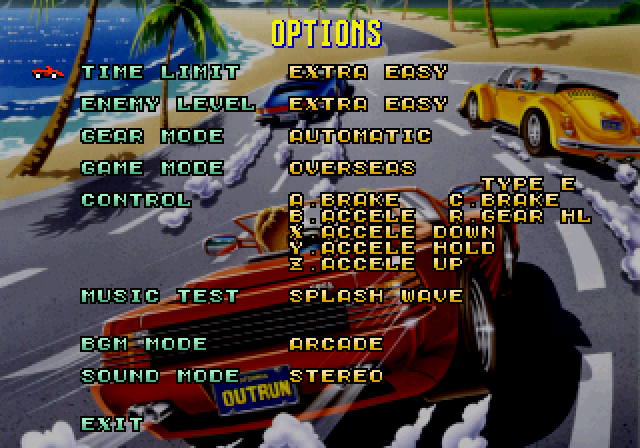 OPTIONS
TIME LIMIT EXTRA EASY
ENEMY LEVEL EXTRA EASY
GEAR MODE AUTOMATIC
GAME MODE OVERSEAS
TYPE E
CONTROL A.BRAKE C.BRAKE
B.ACCELE R.GEAR HL
X.ACCELE DOWN
Y.ACCELE HOLD
Z.ACCELE UP
MUSIC TEST SPLASH WAVE
BGM MODE ARCADE
SOUND MODE STEREO
OUTRUN
EXIT